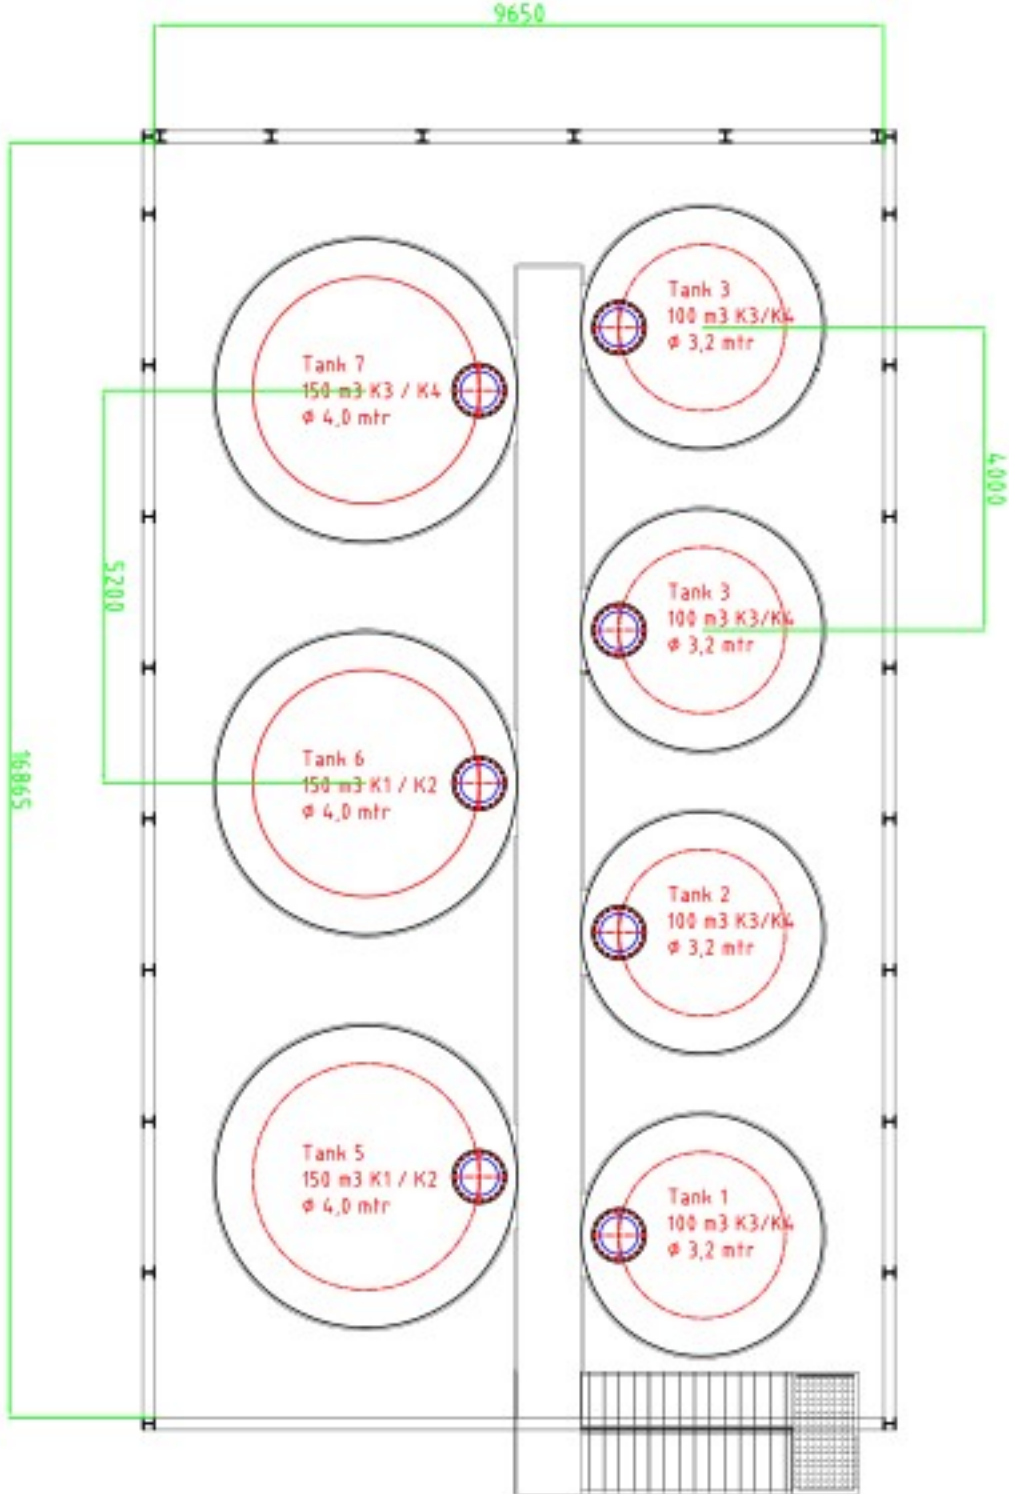 9650
Tank 3
100 m3 K3/K4
Ø 3,2 mtr
Tank 7
150 m3 K3 / K4
Ø 4,0 mtr
4000
5200
Tank 3
100 m3 K3/K4
Ø 3,2 mtr
16865
Tank 6
150 m3 K1 / K2
Ø 4,0 mtr
Tank 2
100 m3 K3/K4
Ø 3,2 mtr
Tank 5
150 m3 K1 / K2
Ø 4,0 mtr
Tank 1
100 m3 K3/K4
Ø 3,2 mtr